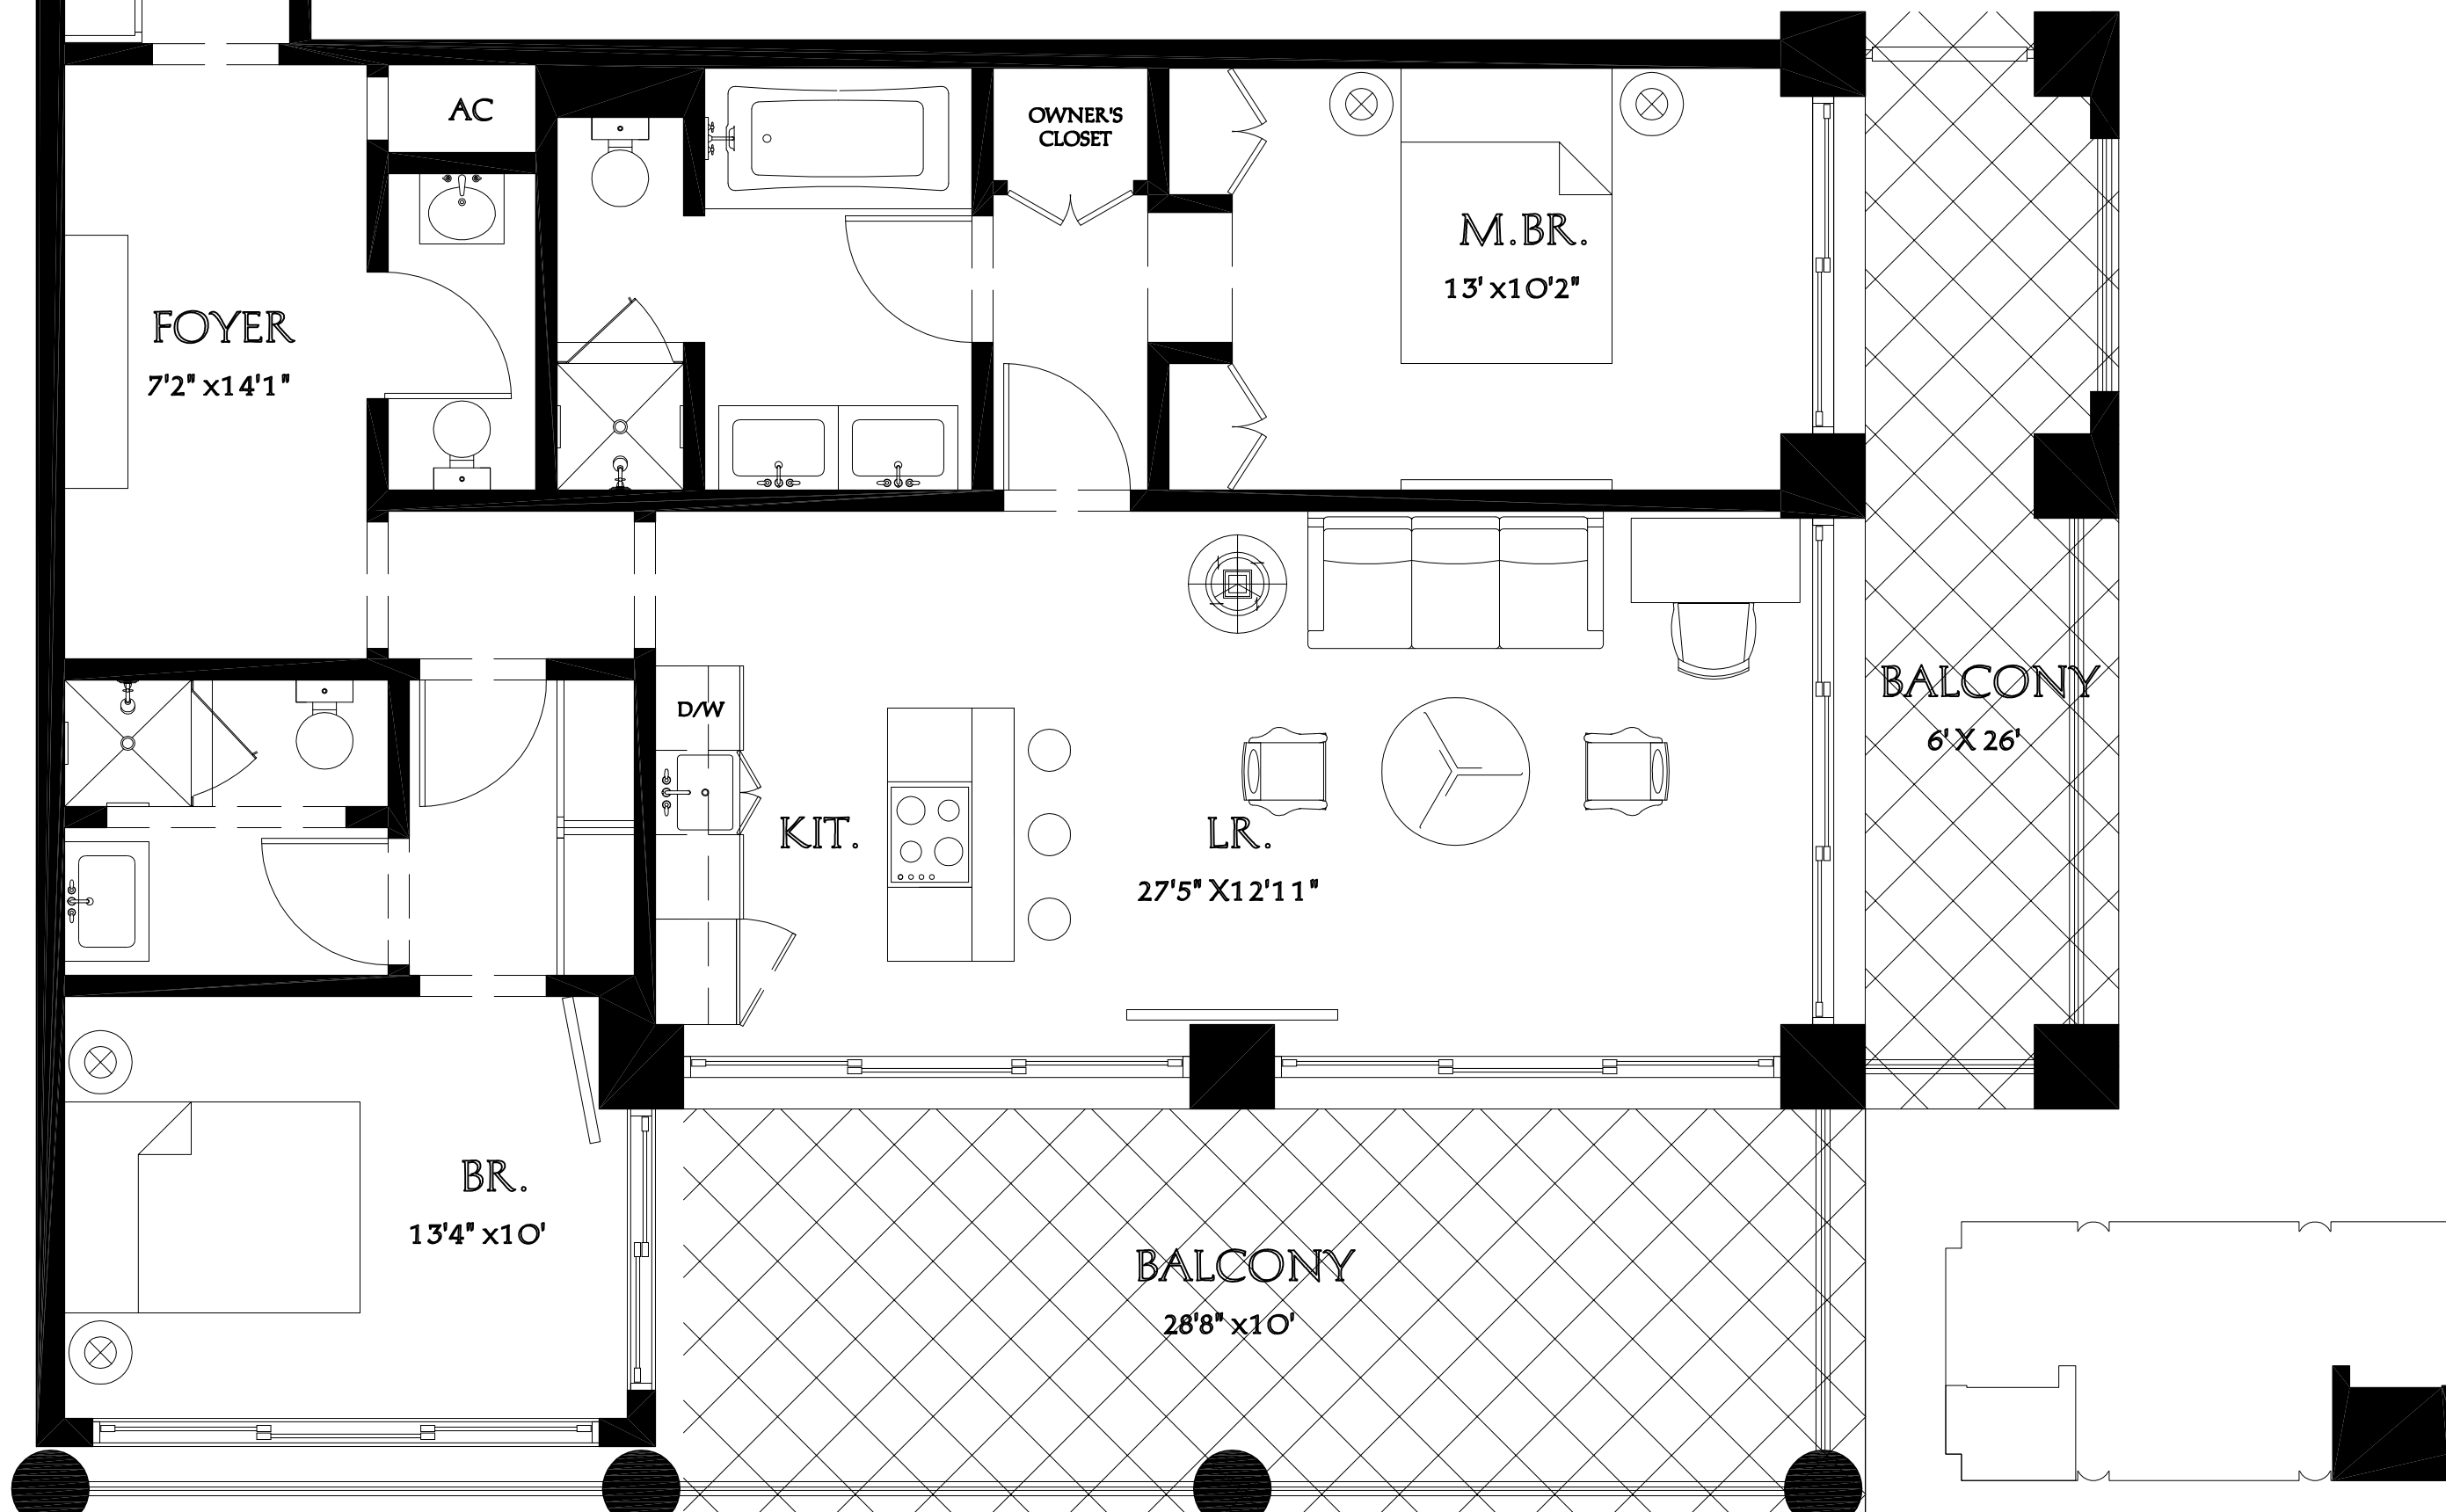 AC
OWNER'S
CLOSET
M.BR.
13' x10'2"
FOYER
7'2" x14'1"
BALCONY
6' X 26'
D/W
KIT.
LR.
27'5" X12'11"
BR.
13'4" x10'
BALCONY
28'8" x10'